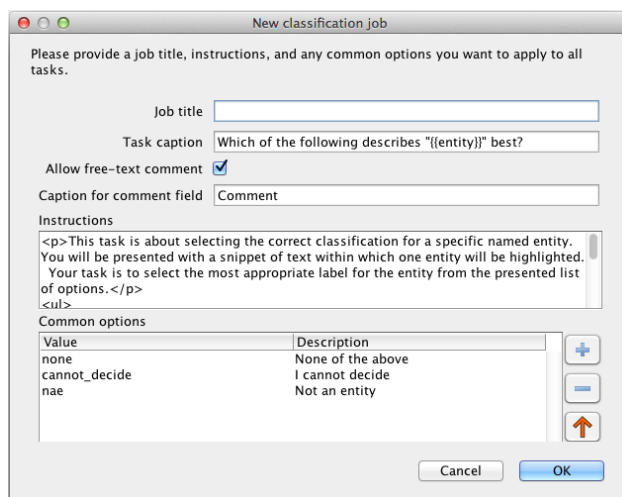 New classification job
Please provide a job title, instructions, and any common options you want to apply to all
tasks.
Job title
Task caption Which of the following describes "{{entity}}" best?
Allow free-text comment
Caption for comment field Comment
Instructions
<p>This task is about selecting the correct classification for a specific named entity.
You will be presented with a snippet of text within which one entity will be highlighted.
Your task is to select the most appropriate label for the entity from the presented list
of options.</p>
<ul>
Common options
Value Description
none None of the above
cannot_decide I cannot decide
nae Not an entity
Cancel OK